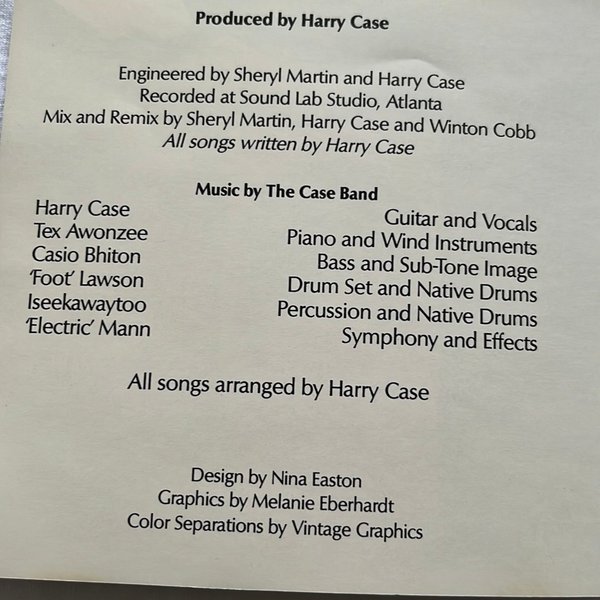 Produced by Harry Case
Engineered by Sheryl Martin and Harry Case
Recorded at Sound Lab Studio, Atlanta
Mix and Remix by Sheryl Martin, Harry Case and Winton Cobb
All songs written by Harry Case
Music by The Case Band
Harry Case Guitar and Vocals
Tex Awonzee Piano and Wind Instruments
Casio Bhiton Bass and Sub-Tone Image
'Foot' Lawson Drum Set and Native Drums
Iseekawaytoo Percussion and Native Drums
'Electric' Mann Symphony and Effects
All songs arranged by Harry Case
Design by Nina Easton
Graphics by Melanie Eberhardt
Color Separations by Vintage Graphics